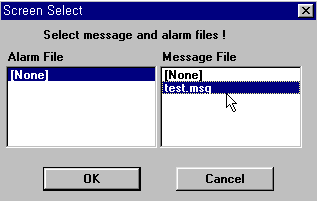 Screen Select
Select message and alarm files !
Alarm File
Message File
[None]
[None]
test.msg
OK
Cancel